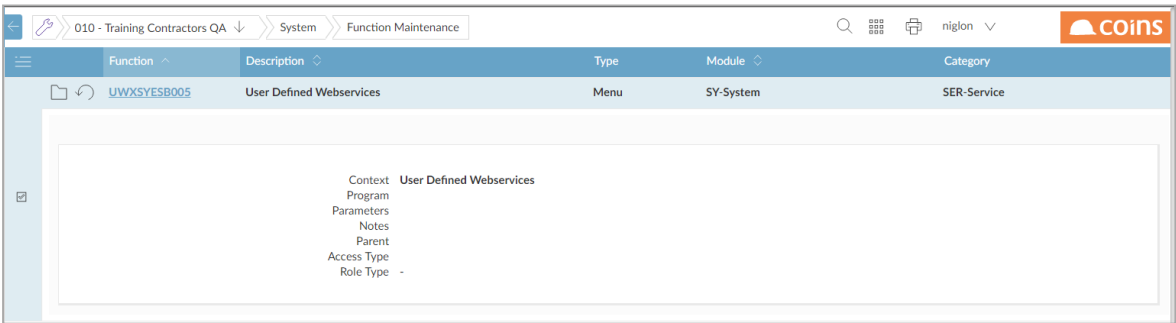 010 - Training Contractors QA System Function Maintenance niglon coins
Function Description Type Module Category
UWXSYESB005 User Defined Webservices Menu SY-System SER-Service
Context User Defined Webservices
Program
Parameters
Notes
Parent
Access Type
Role Type -